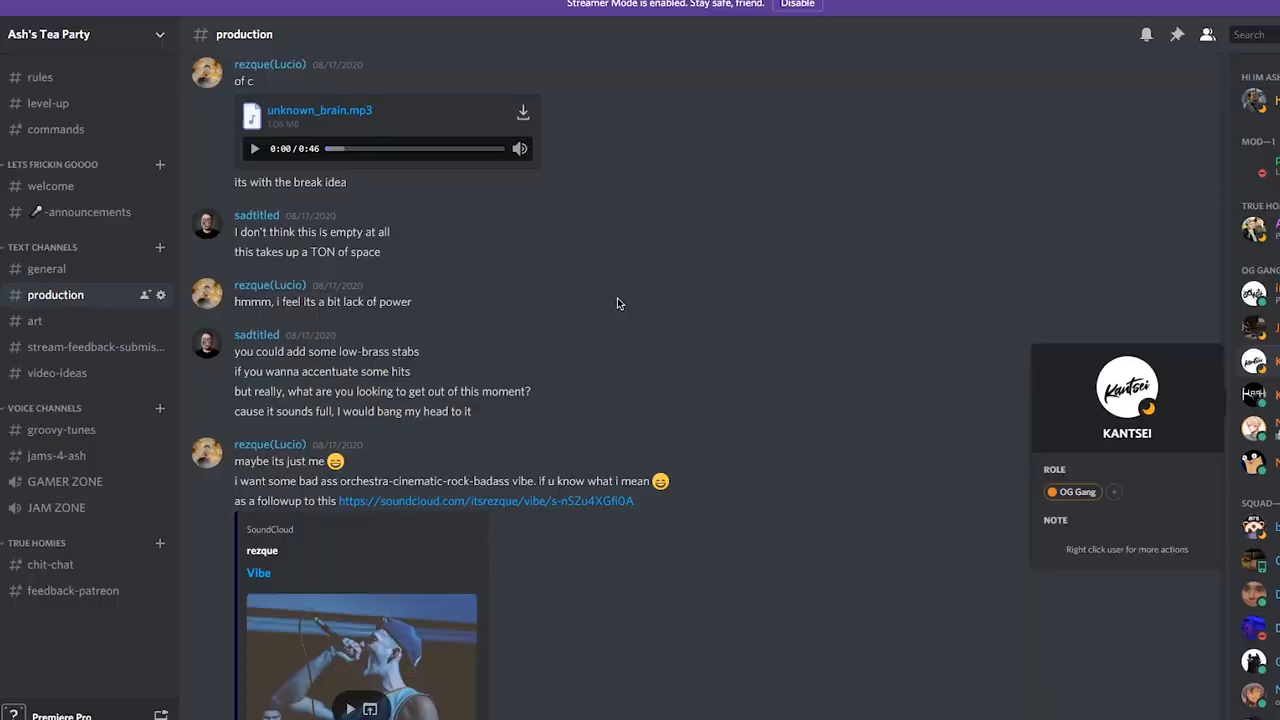 Streamer Mode is enabled. Stay safe, friend.
Disable
Ash's Tea Party
# production
Search
# rules
# level-up
# commands
LETS FRICKIN GOOOO
# welcome
# 🎤-announcements
TEXT CHANNELS
# general
# production
# art
# stream-feedback-submis...
# video-ideas
VOICE CHANNELS
# groovy-tunes
# jams-4-ash
GAMER ZONE
JAM ZONE
TRUE HOMIES
# chit-chat
# feedback-patreon
Premiere Pro
rezque(Lucio) 08/17/2020
of c
unknown_brain.mp3
1.06 MB
0:00/0:46
its with the break idea
sadtitled 08/17/2020
I don't think this is empty at all
this takes up a TON of space
rezque(Lucio) 08/17/2020
hmmm, i feel its a bit lack of power
sadtitled 08/17/2020
you could add some low-brass stabs
if you wanna accentuate some hits
but really, what are you looking to get out of this moment?
cause it sounds full, I would bang my head to it
rezque(Lucio) 08/17/2020
maybe its just me 😄
i want some bad ass orchestra-cinematic-rock-badass vibe. if u know what i mean 😄
as a followup to this https://soundcloud.com/itsrezque/vibe/s-nSZu4XGfi0A
SoundCloud
rezque
Vibe
Kantsei
KANTSEI
ROLE
OG Gang
NOTE
Right click user for more actions
HI IM ASH
MOD—1
TRUE HO
OG GANG
SQUAD—